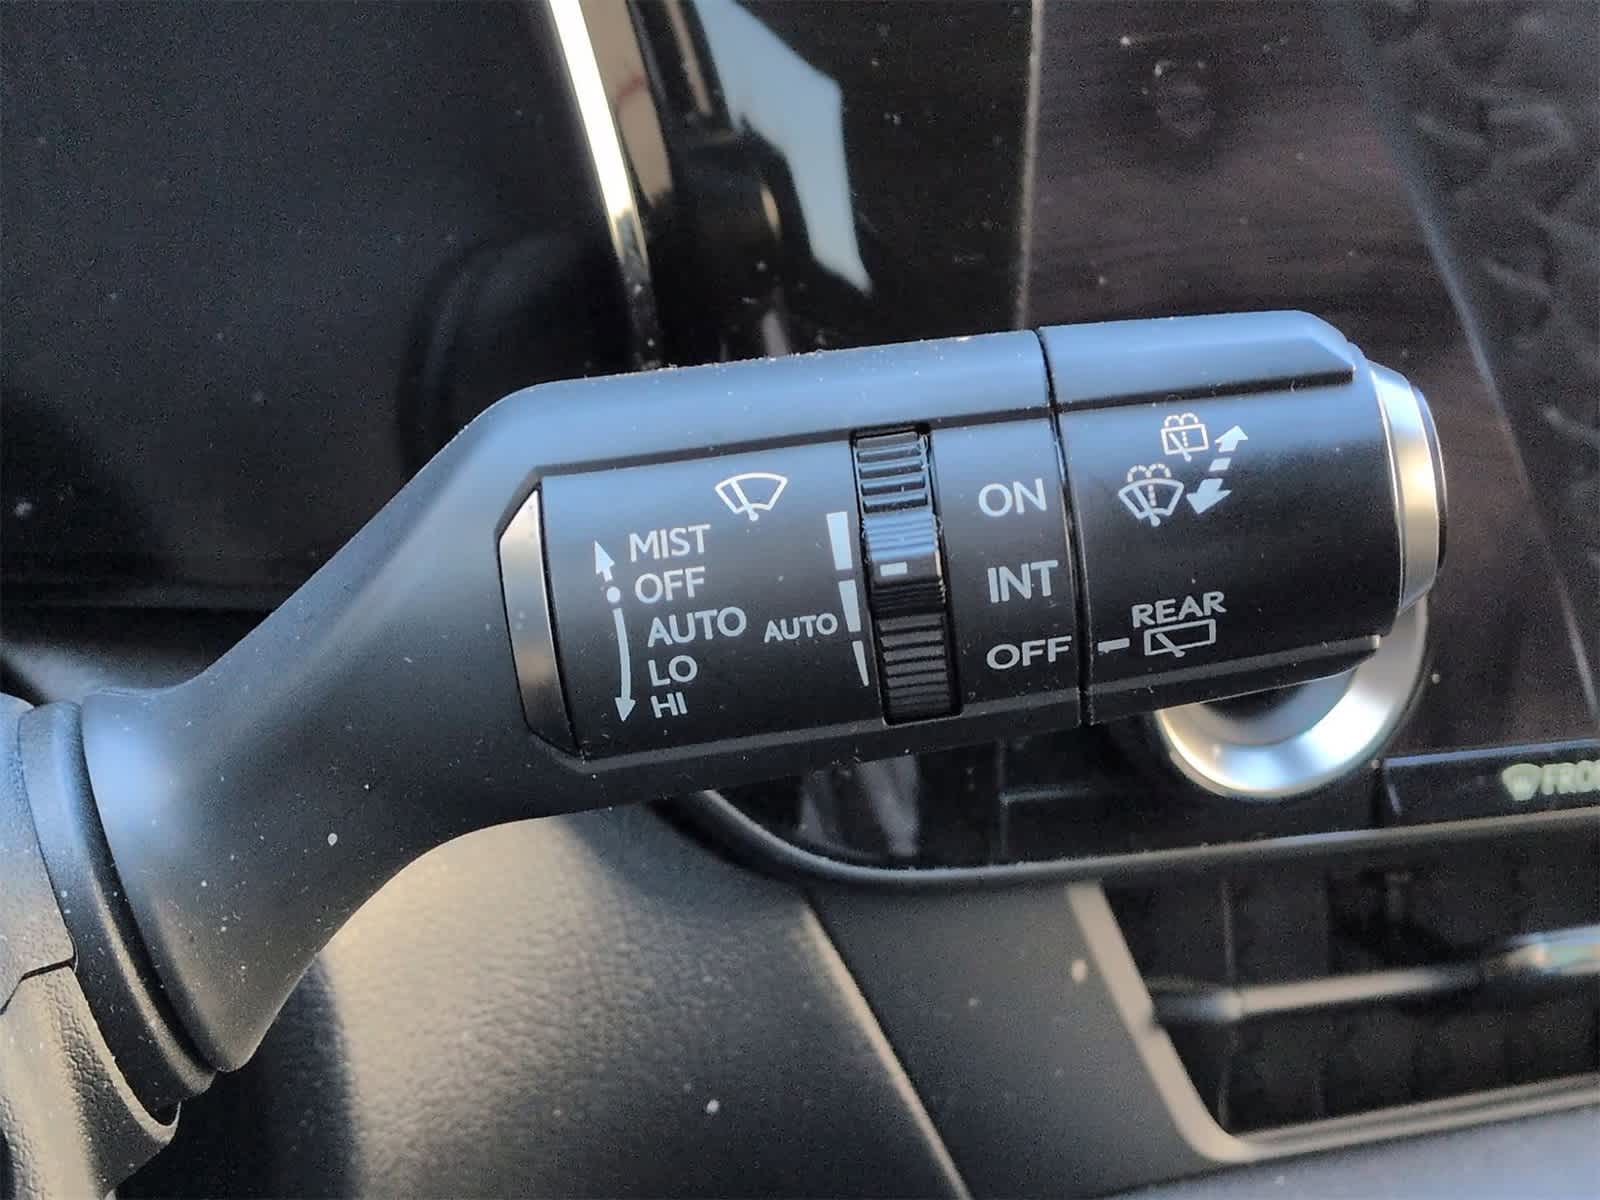 MIST
OFF
AUTO
LO
HI
AUTO
ON
INT
OFF
REAR